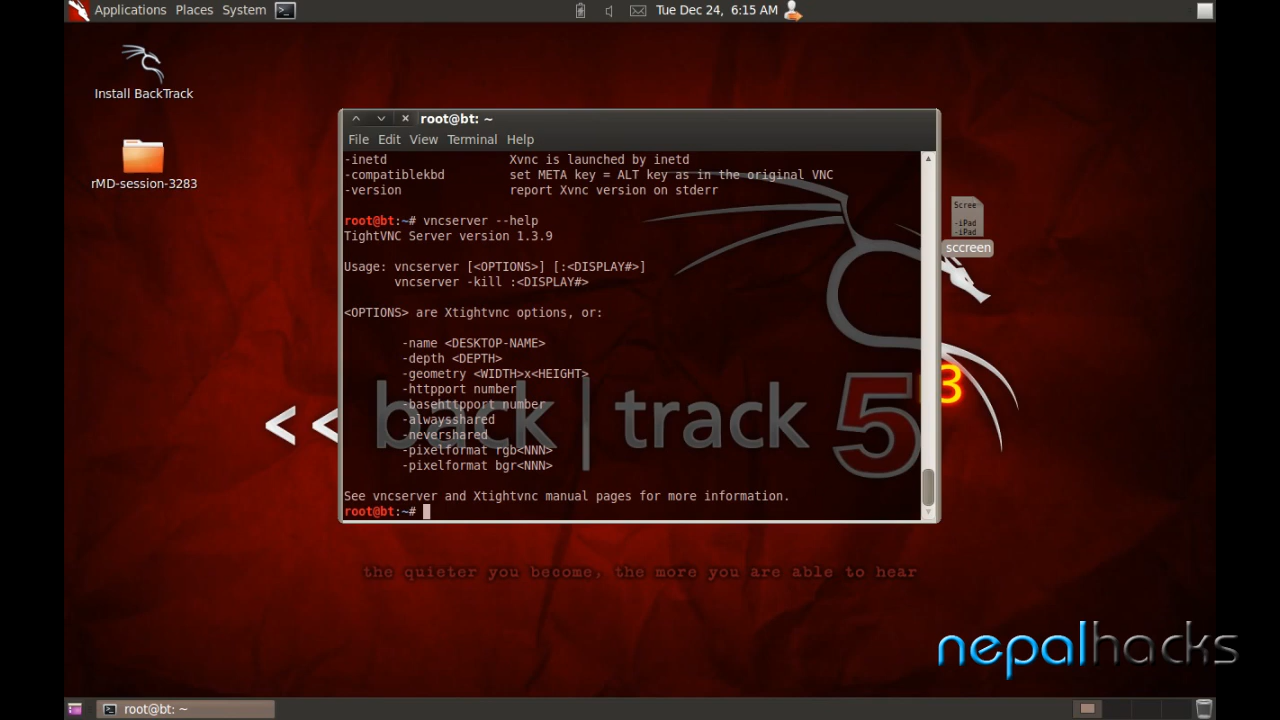 Applications Places System
Tue Dec 24, 6:15 AM
Install BackTrack
rMD-session-3283
root@bt: ~
File Edit View Terminal Help
-inetd Xvnc is launched by inetd
-compatiblekbd set META key = ALT key as in the original VNC
-version report Xvnc version on stderr
root@bt:~# vncserver --help
TightVNC Server version 1.3.9
Usage: vncserver [<OPTIONS>] [:<DISPLAY#>]
vncserver -kill :<DISPLAY#>
<OPTIONS> are Xtightvnc options, or:
-name <DESKTOP-NAME>
-depth <DEPTH>
-geometry <WIDTH>x<HEIGHT>
-httpport number
-basehttpport number
-alwaysshared
-nevershared
-pixelformat rgb<NNN>
-pixelformat bgr<NNN>
See vncserver and Xtightvnc manual pages for more information.
root@bt:~#
Scree
-iPad
-iPad
sccreen
<< back|track 5 3
the quieter you become, the more you are able to hear
nepalhacks
root@bt: ~